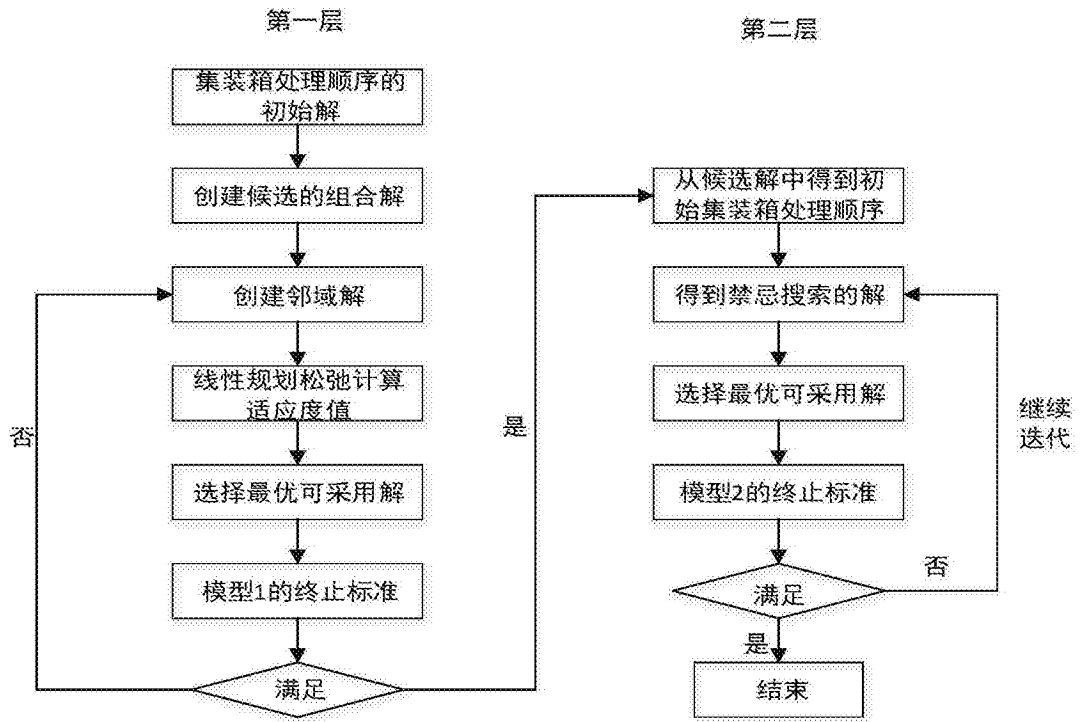 第一层
集装箱处理顺序的
初始解
创建候选的组合解
创建邻域解
线性规划松弛计算
适应度值
选择最优可采用解
模型1的终止标准
满足
否
是
第二层
从候选解中得到初
始集装箱处理顺序
得到禁忌搜索的解
选择最优可采用解
模型2的终止标准
满足
否
继续
迭代
是
结束